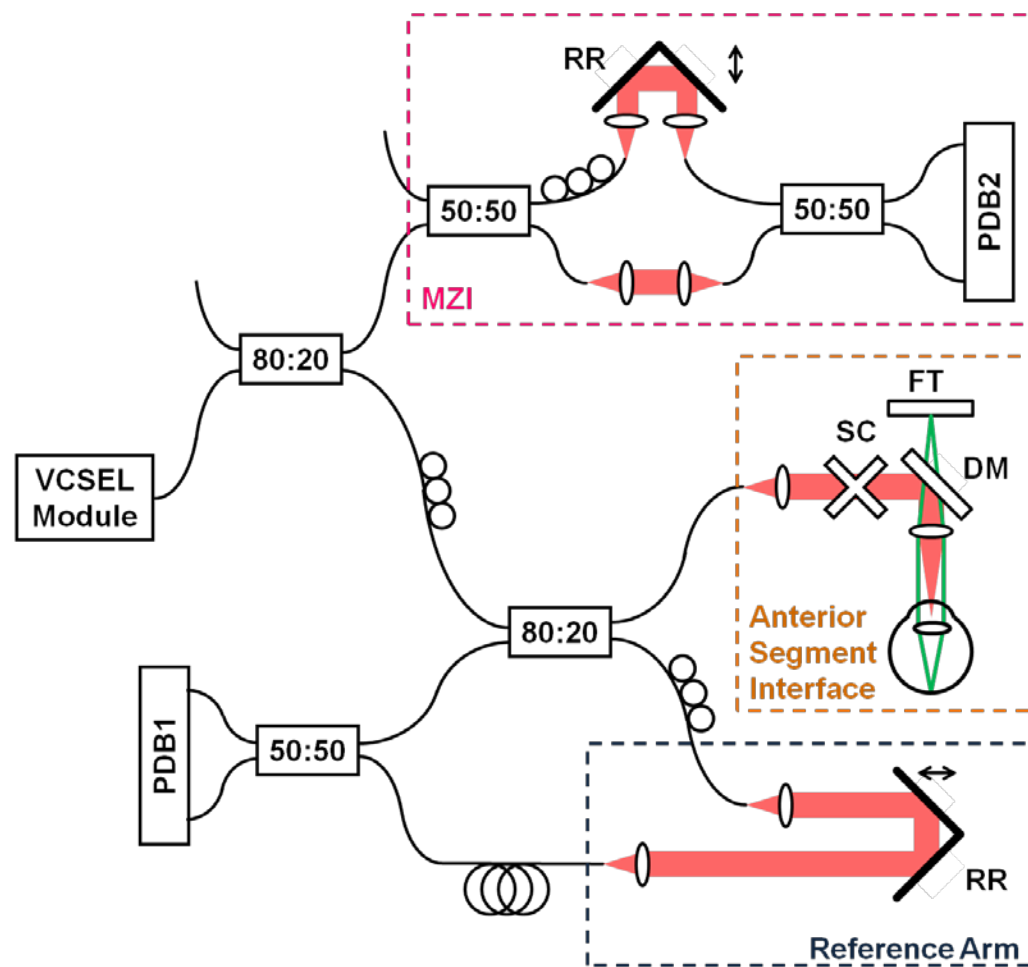 RR
50:50
50:50
PDB2
MZI
80:20
FT
SC
DM
VCSEL
Module
80:20
Anterior
Segment
Interface
PDB1
50:50
RR
Reference Arm